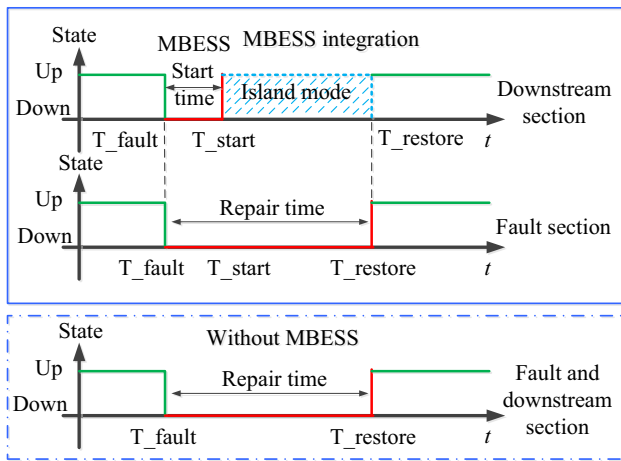 State
MBESS
MBESS integration
Up
Start
time
Island mode
Down
Downstream
section
T_fault
T_start
T_restore
t
State
Up
Repair time
Down
Fault section
T_fault
T_start
T_restore
t
State
Without MBESS
Up
Repair time
Down
Fault and
downstream
section
T_fault
T_restore
t